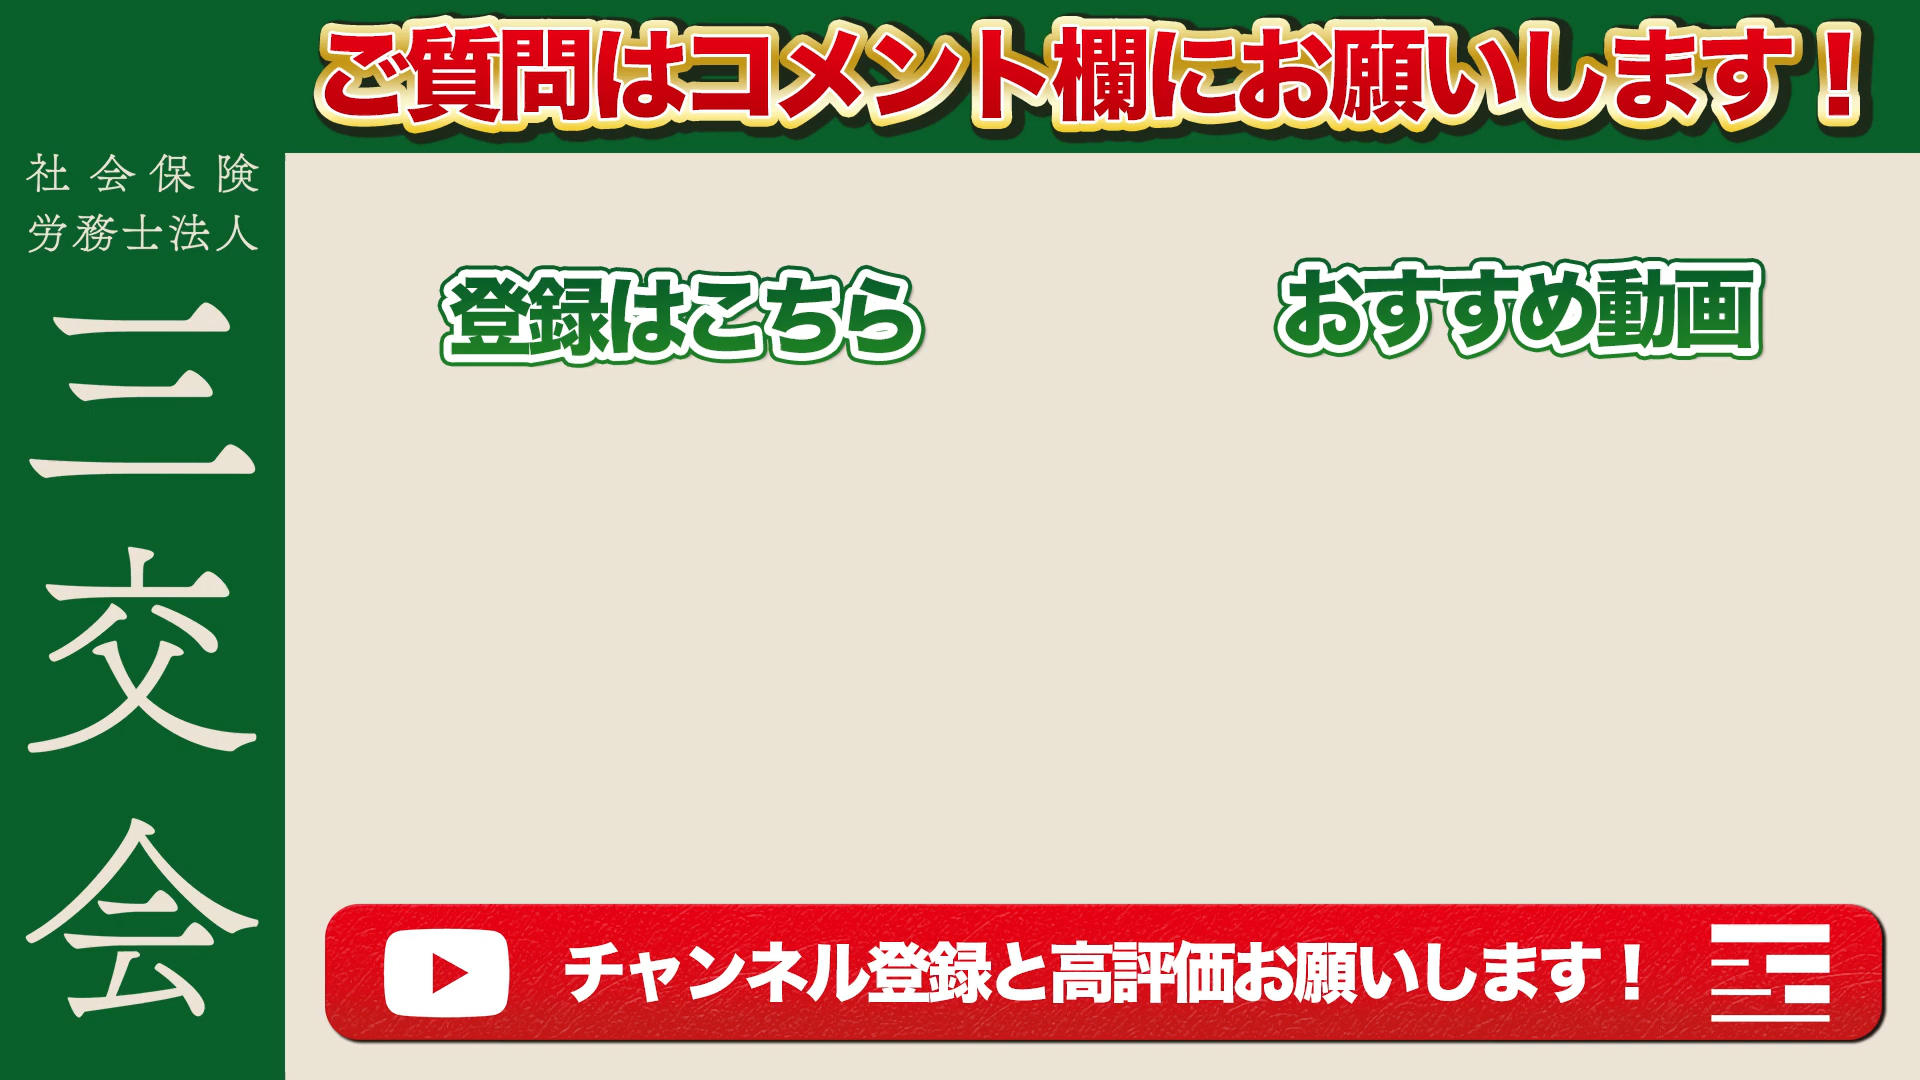 ご質問はコメント欄にお願いします！
社会保険
労務士法人
三交会
登録はこちら
おすすめ動画
チャンネル登録と高評価お願いします！